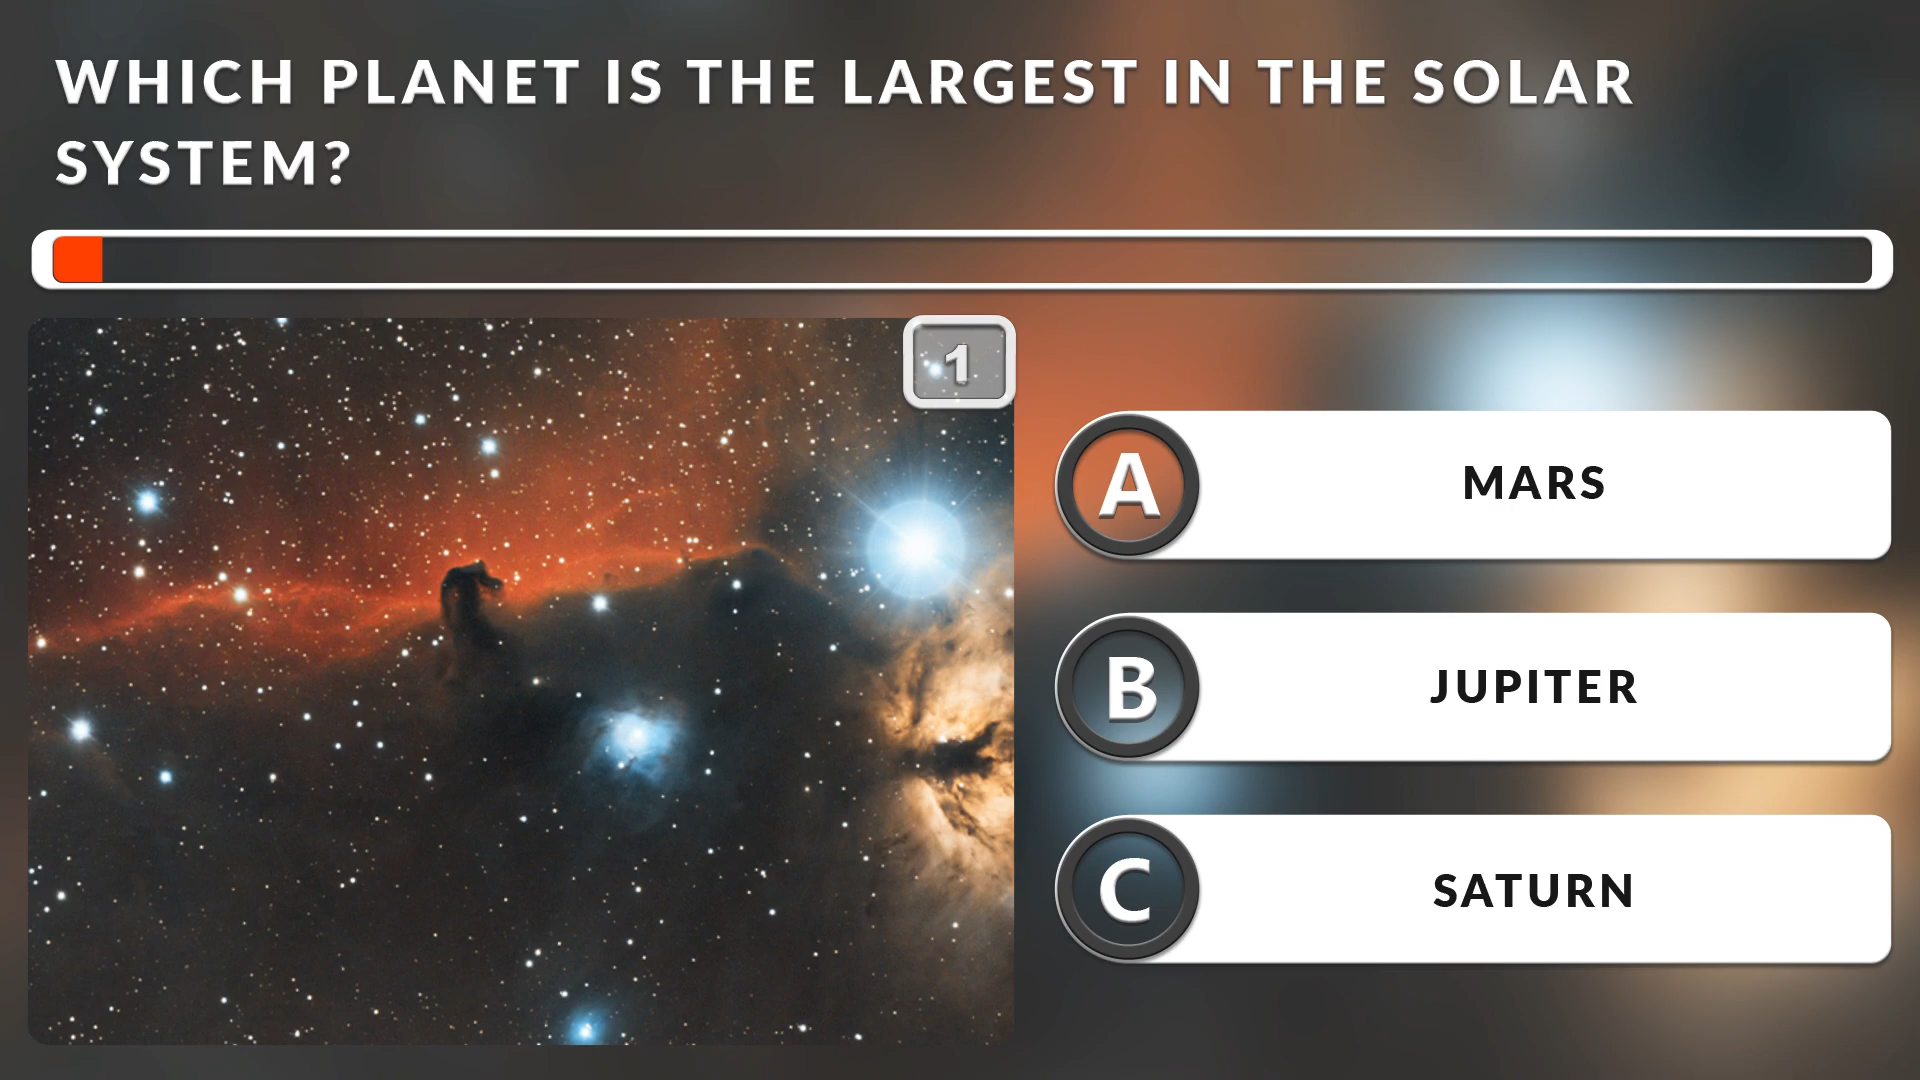 WHICH PLANET IS THE LARGEST IN THE SOLAR
SYSTEM?
1
A MARS
B JUPITER
C SATURN